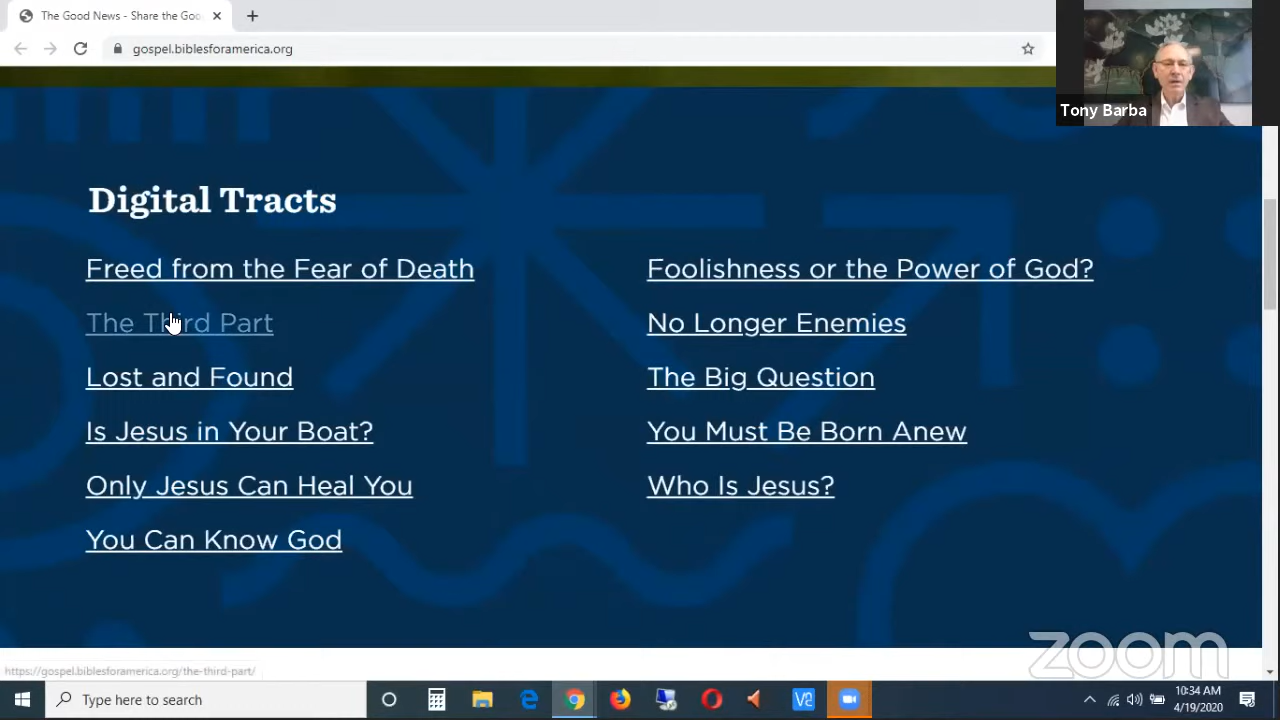 The Good News - Share the Goo
gospel.biblesforamerica.org
Tony Barba
Digital Tracts
Freed from the Fear of Death
The Third Part
Lost and Found
Is Jesus in Your Boat?
Only Jesus Can Heal You
You Can Know God
Foolishness or the Power of God?
No Longer Enemies
The Big Question
You Must Be Born Anew
Who Is Jesus?
zoom
https://gospel.biblesforamerica.org/the-third-part/
Type here to search
10:34 AM
4/19/2020